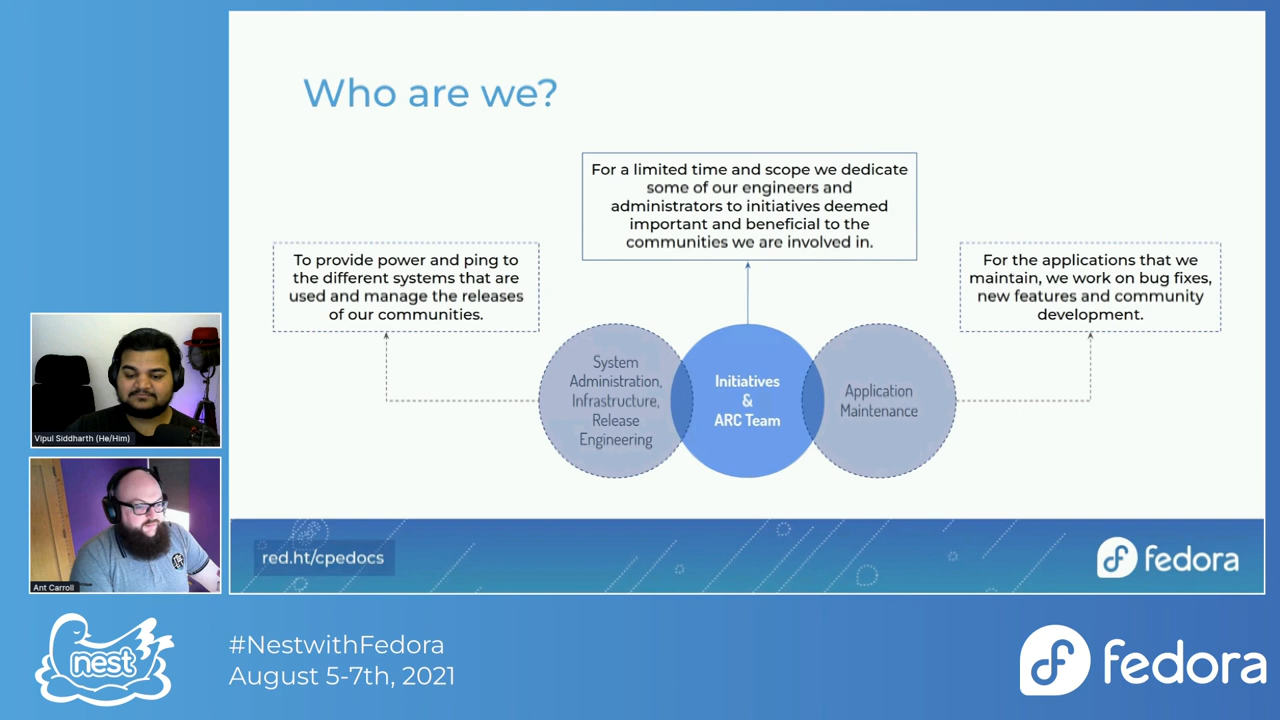 Who are we?
For a limited time and scope we dedicate
some of our engineers and
administrators to initiatives deemed
important and beneficial to the
communities we are involved in.
To provide power and ping to
the different systems that are
used and manage the releases
of our communities.
For the applications that we
maintain, we work on bug fixes,
new features and community
development.
System
Administration,
Infrastructure,
Release
Engineering
Initiatives
&
ARC Team
Application
Maintenance
Vipul Siddharth (He/Him)
Ant Carroll
red.ht/cpedocs
fedora
nest
#NestwithFedora
August 5-7th, 2021
fedora